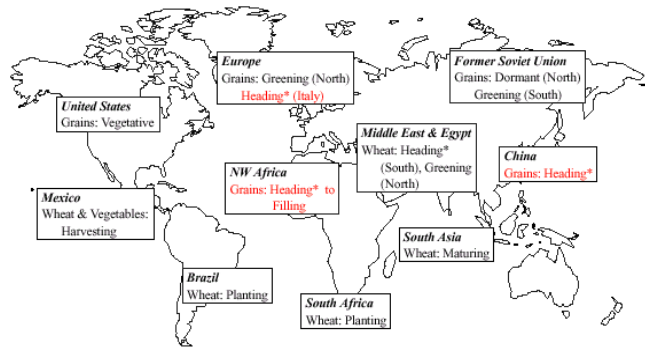 Europe
Grains: Greening (North)
Heading* (Italy)
Former Soviet Union
Grains: Dormant (North)
Greening (South)
United States
Grains: Vegetative
Middle East & Egypt
Wheat: Heading*
(South), Greening
(North)
China
Grains: Heading*
NW Africa
Grains: Heading* to
Filling
Mexico
Wheat & Vegetables:
Harvesting
South Asia
Wheat: Maturing
Brazil
Wheat: Planting
South Africa
Wheat: Planting